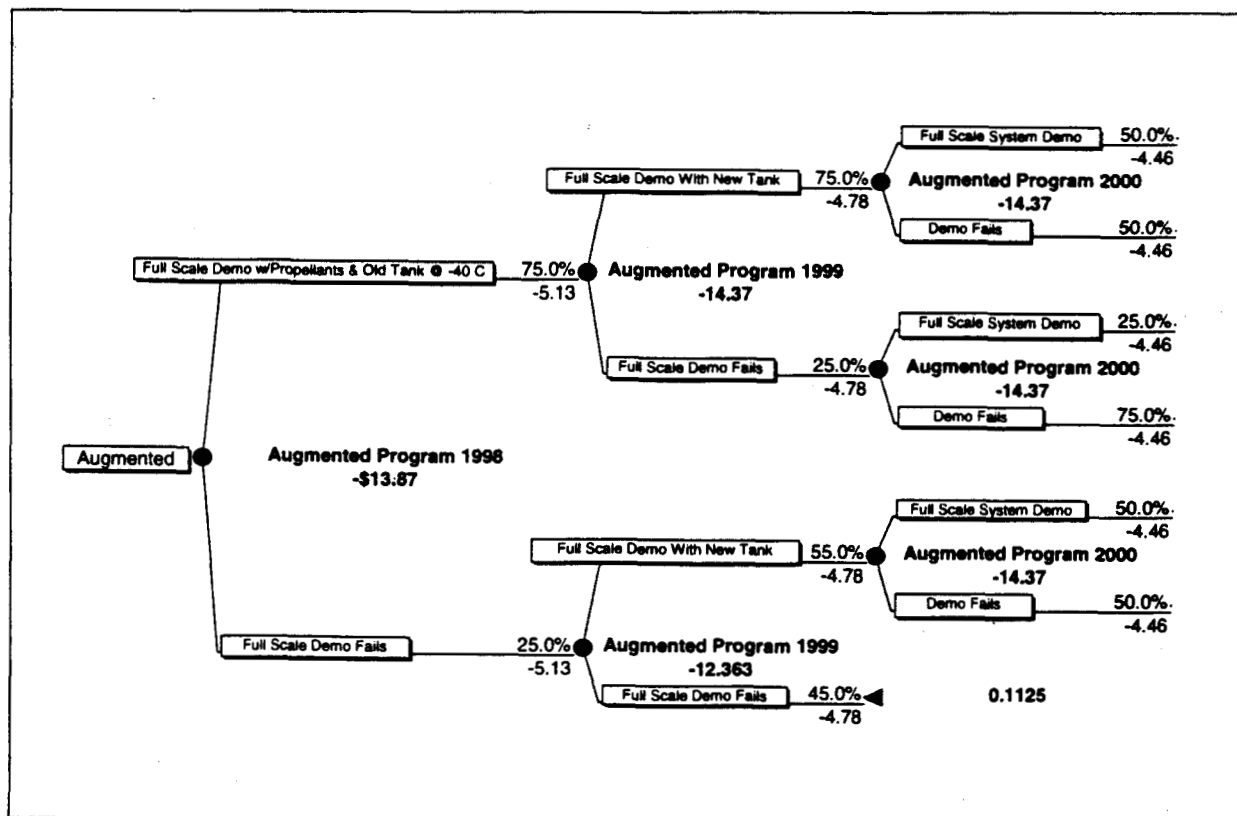 Full Scale System Demo 50.0%
-4.46
Full Scale Demo With New Tank 75.0% Augmented Program 2000
-4.78 -14.37
Demo Fails 50.0%
-4.46
Full Scale Demo w/Propellants & Old Tank @ -40 C 75.0% Augmented Program 1999
-5.13 -14.37
Full Scale System Demo 25.0%
-4.46
Full Scale Demo Fails 25.0% Augmented Program 2000
-4.78 -14.37
Demo Fails 75.0%
-4.46
Augmented Augmented Program 1998
-$13.87
Full Scale System Demo 50.0%
-4.46
Full Scale Demo With New Tank 55.0% Augmented Program 2000
-4.78 -14.37
Demo Fails 50.0%
-4.46
Full Scale Demo Fails 25.0% Augmented Program 1999
-5.13 -12.363
Full Scale Demo Fails 45.0% 0.1125
-4.78